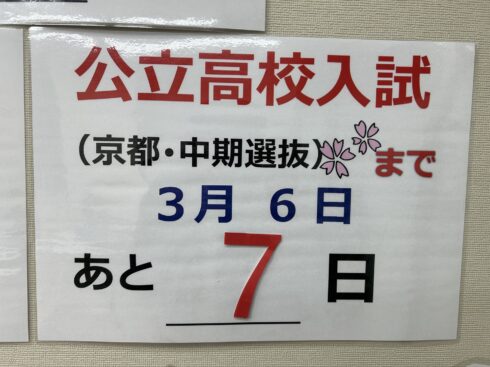 公立高校入試
（京都・中期選抜）まで
３月 ６日
あと 7 日